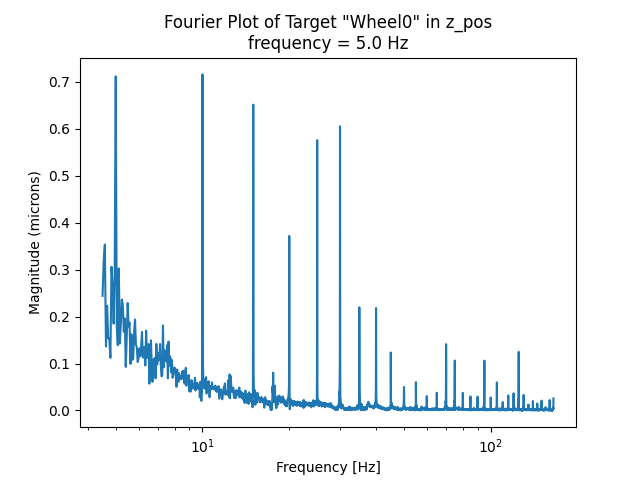 Fourier Plot of Target "Wheel0" in z_pos
frequency = 5.0 Hz
Magnitude (microns)
0.7
0.6
0.5
0.4
0.3
0.2
0.1
0.0
10¹
10²
Frequency [Hz]